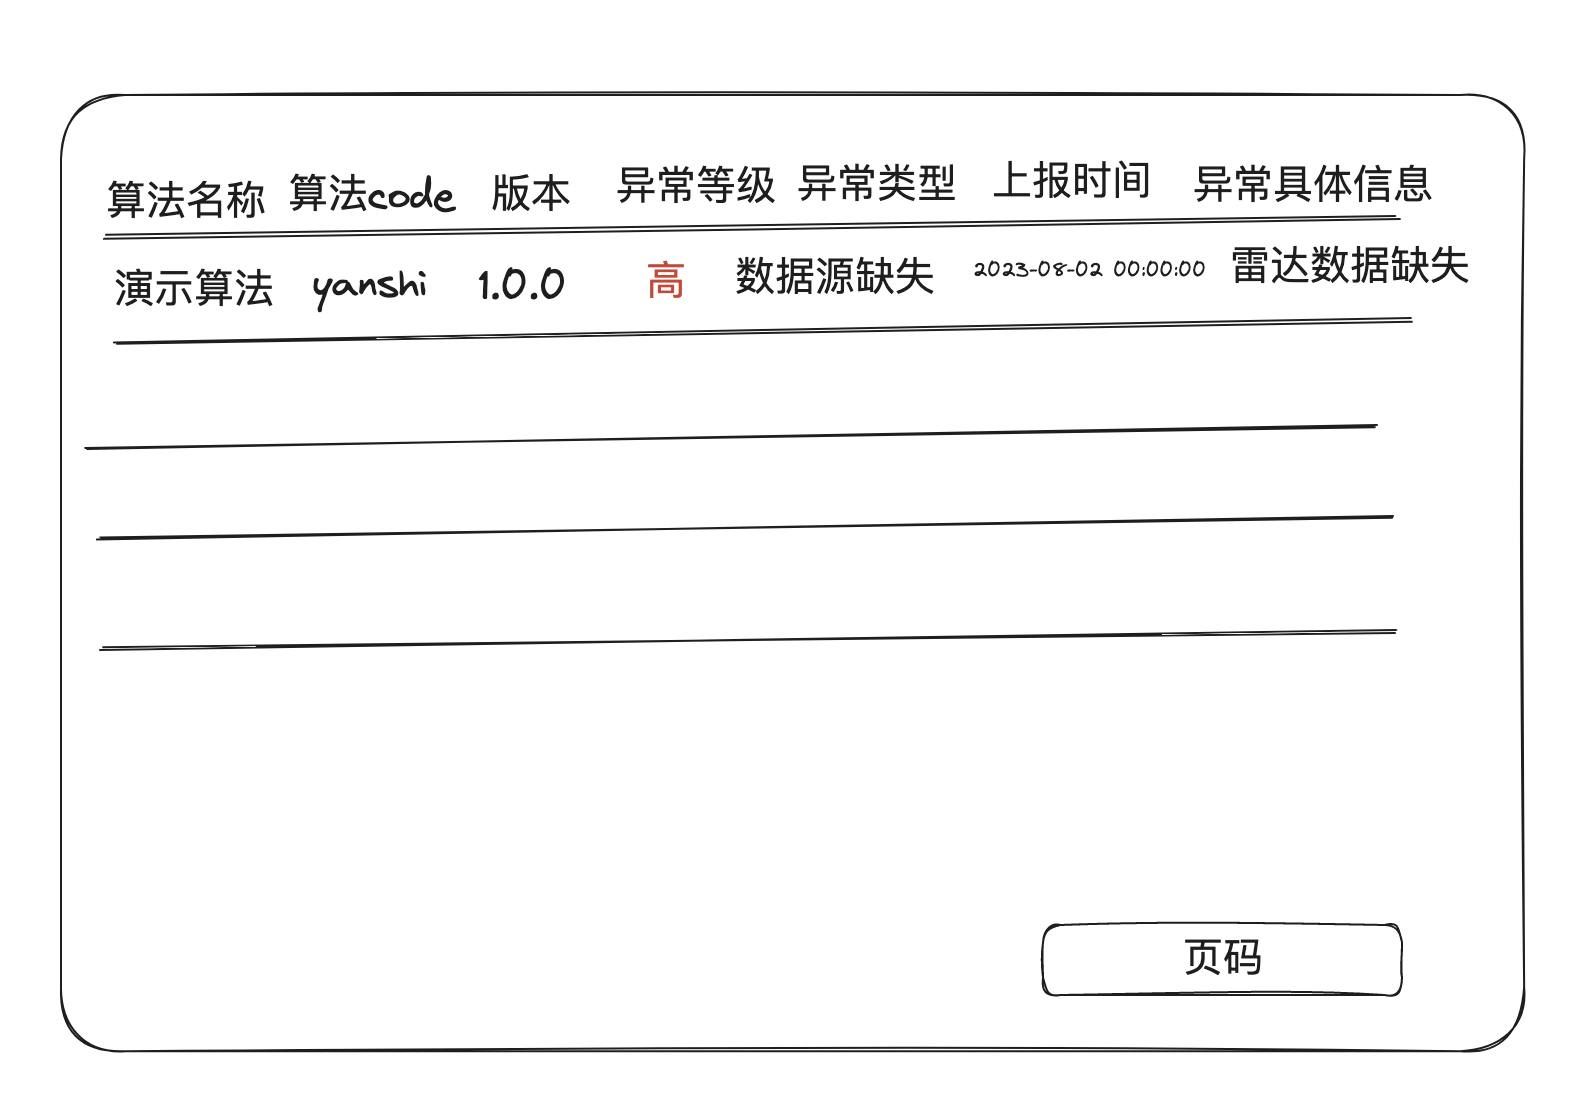 算法名称 算法code 版本 异常等级 异常类型 上报时间 异常具体信息
演示算法 yanshi 1.0.0 高 数据源缺失 2023-08-02 00:00:00 雷达数据缺失
页码